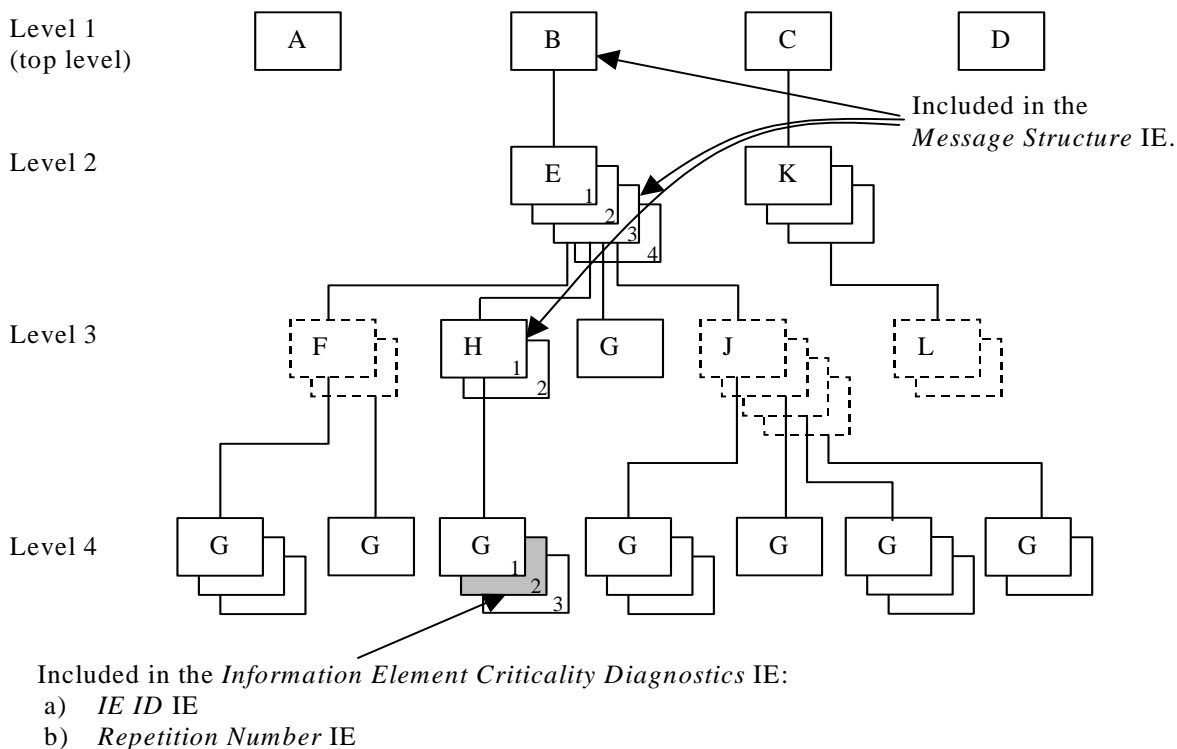 Level 1
(top level)
A B C D
Included in the
Message Structure IE.
Level 2
E K
1
2
3
4
Level 3
F H G J L
1
2
Level 4
G G G G G G G
1
2
3
Included in the Information Element Criticality Diagnostics IE:
a) IE ID IE
b) Repetition Number IE